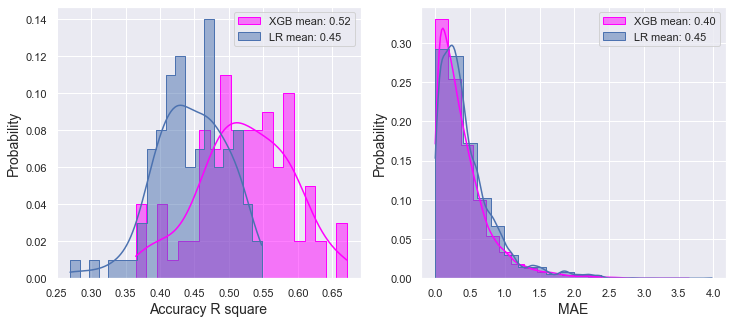 XGB mean: 0.52
LR mean: 0.45
Probability
0.14
0.12
0.10
0.08
0.06
0.04
0.02
0.00
0.25 0.30 0.35 0.40 0.45 0.50 0.55 0.60 0.65
Accuracy R square
XGB mean: 0.40
LR mean: 0.45
Probability
0.30
0.25
0.20
0.15
0.10
0.05
0.00
0.0 0.5 1.0 1.5 2.0 2.5 3.0 3.5 4.0
MAE